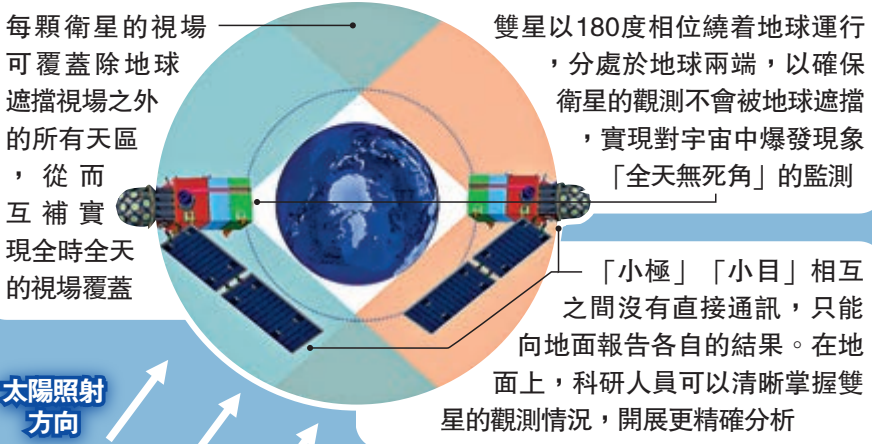 每顆衛星的視場
可覆蓋除地球
遮擋視場之外
的所有天區
，從而
互補實
現全時全天
的視場覆蓋
雙星以180度相位繞着地球運行
，分處於地球兩端，以確保
衛星的觀測不會被地球遮擋
，實現對宇宙中爆發現象
「全天無死角」的監測
「小極」「小目」相互
之間沒有直接通訊，只能
向地面報告各自的結果。在地
面上，科研人員可以清晰掌握雙
星的觀測情況，開展更精確分析
太陽照射
方向